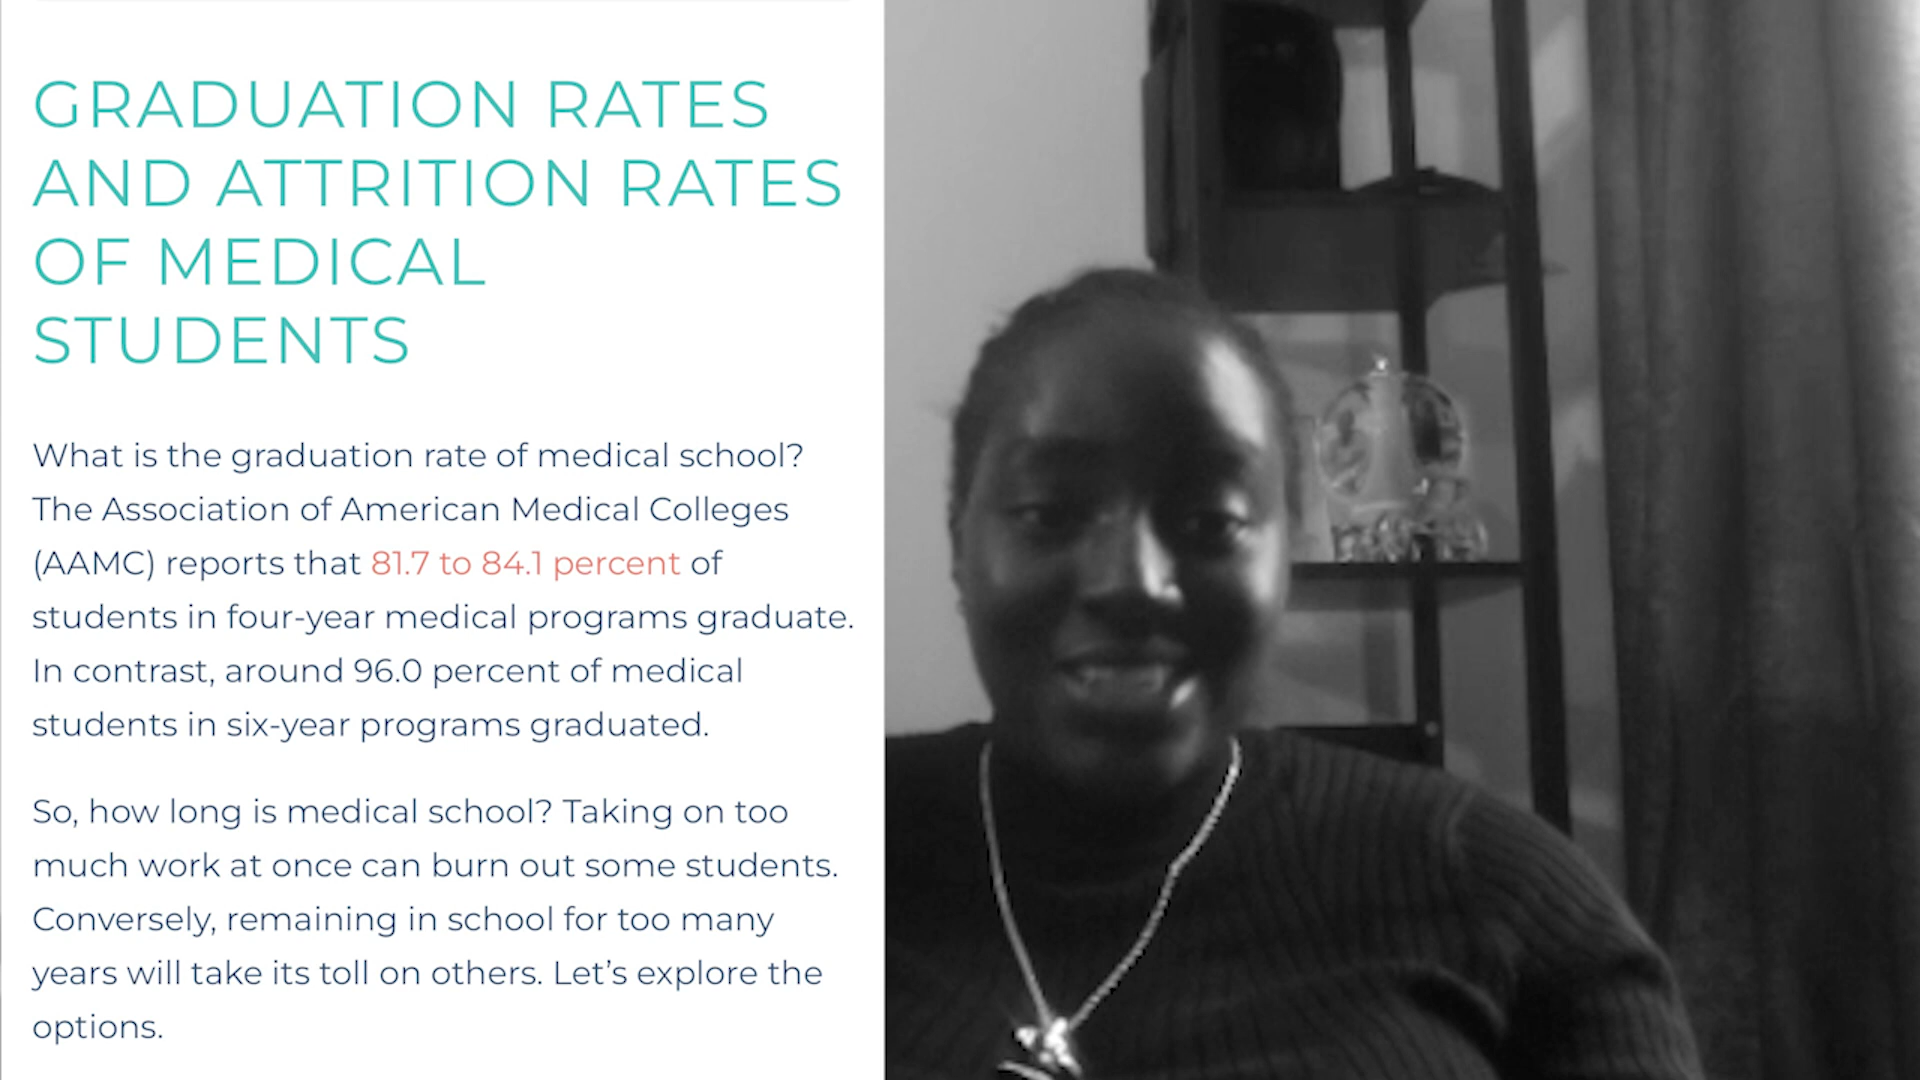 GRADUATION RATES
AND ATTRITION RATES
OF MEDICAL
STUDENTS
What is the graduation rate of medical school?
The Association of American Medical Colleges
(AAMC) reports that 81.7 to 84.1 percent of
students in four-year medical programs graduate.
In contrast, around 96.0 percent of medical
students in six-year programs graduated.
So, how long is medical school? Taking on too
much work at once can burn out some students.
Conversely, remaining in school for too many
years will take its toll on others. Let’s explore the
options.